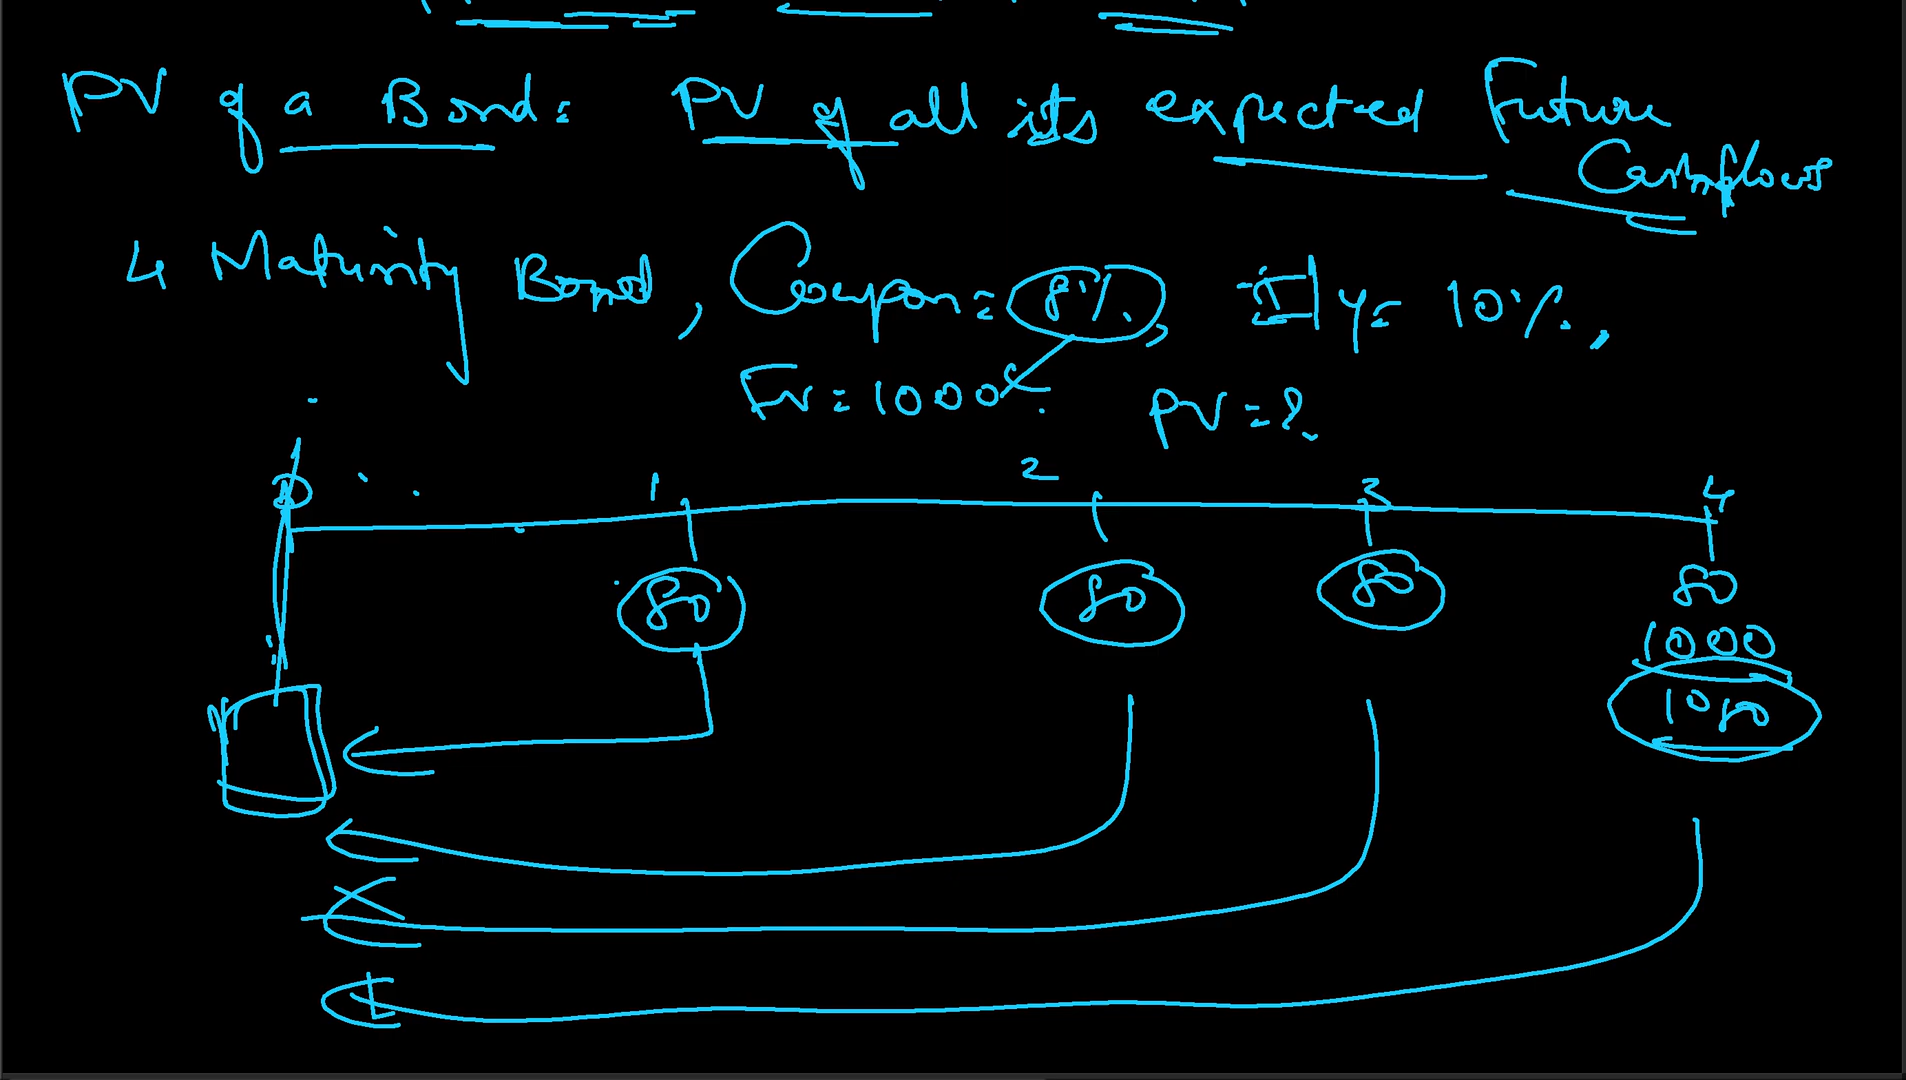 PV of a Bond: PV of all its expected Future
Cashflows
4 Maturity Bond, Coupon = 8%, I/Y = 10%,
FV = 1000 PV = ?
0 1 2 3 4
80 80 80 80
1000
1080